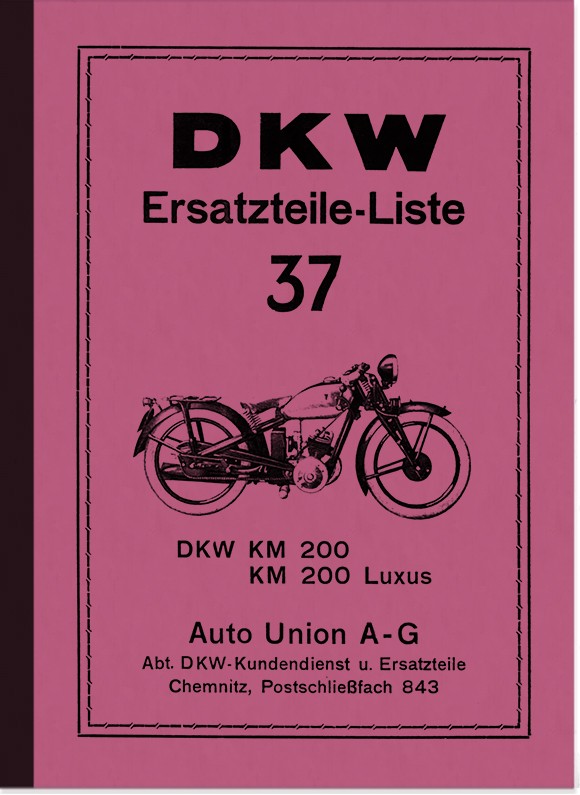 DKW
Ersatzteile-Liste
37
DKW KM 200
KM 200 Luxus
Auto Union A-G
Abt. DKW-Kundendienst u. Ersatzteile
Chemnitz, Postschließfach 843